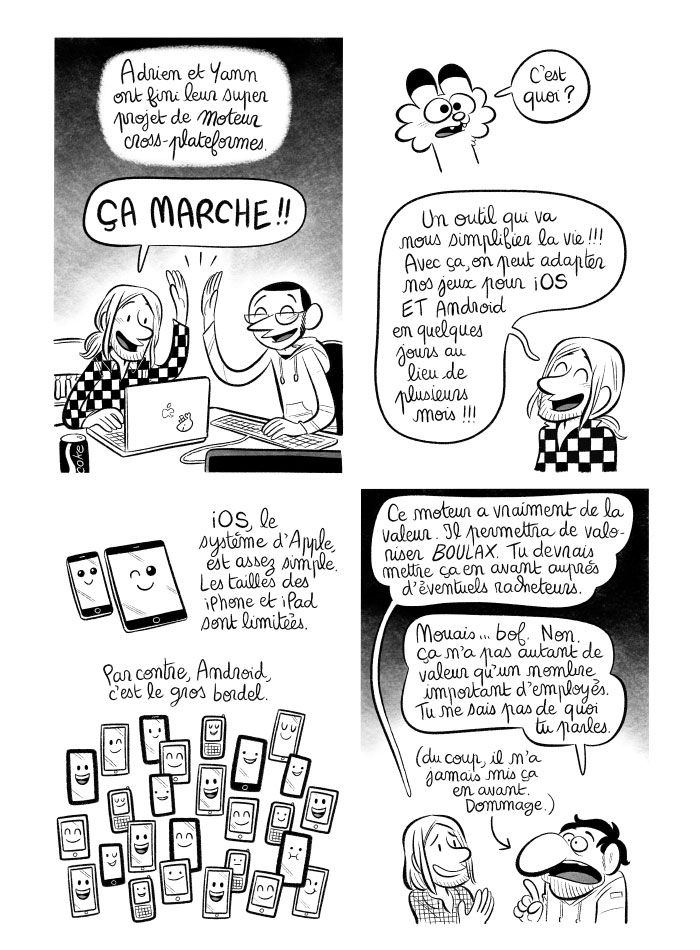 Adrien et Yann
ont fini leur super
projet de Moteur
cross-plateformes.
ÇA MARCHE !!
coke
C'est
quoi ?
Un outil qui va
nous simplifier la vie !!!
Avec ça, on peut adapter
nos jeux pour iOS
ET Android
en quelques
jours au
lieu de
plusieurs
mois !!!
iOS, le
système d'Apple,
est assez simple.
Les tailles des
iPhone et iPad
sont limitées.
Par contre, Android,
c'est le gros bordel.
Ce moteur a vraiment de la
valeur. Il permettra de valo-
riser BOULAX. Tu devrais
mettre ça en avant auprès
d'éventuels racheteurs.
Mouais... bof. Non.
Ça n'a pas autant de
valeur qu'un nombre
important d'employés.
Tu ne sais pas de quoi
tu parles.
(du coup, il n'a
jamais mis ça
en avant.
Dommage.)